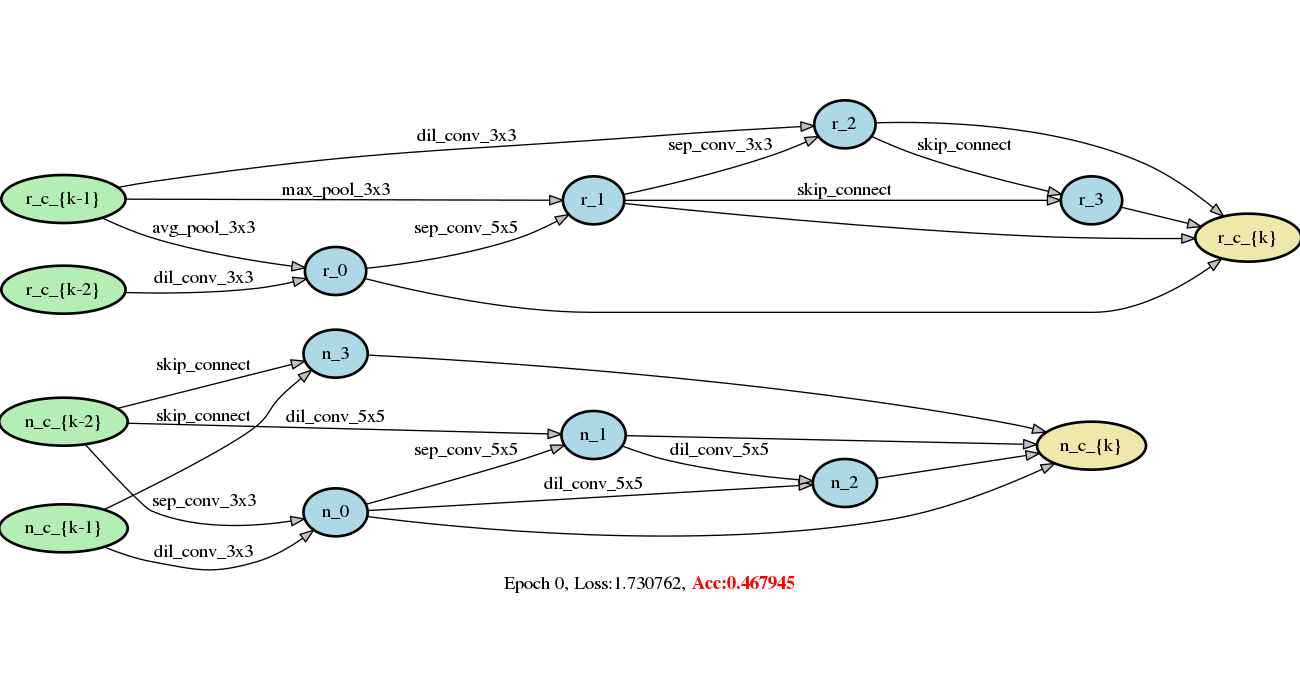 r_2
dil_conv_3x3
sep_conv_3x3
skip_connect
r_c_{k-1}
max_pool_3x3
r_1
skip_connect
r_3
avg_pool_3x3
sep_conv_5x5
r_c_{k}
r_0
dil_conv_3x3
r_c_{k-2}
n_3
skip_connect
n_c_{k-2}
skip_connect
dil_conv_5x5
n_1
sep_conv_5x5
dil_conv_5x5
n_c_{k}
n_2
dil_conv_5x5
sep_conv_3x3
n_0
n_c_{k-1}
dil_conv_3x3
Epoch 0, Loss:1.730762, Acc:0.467945